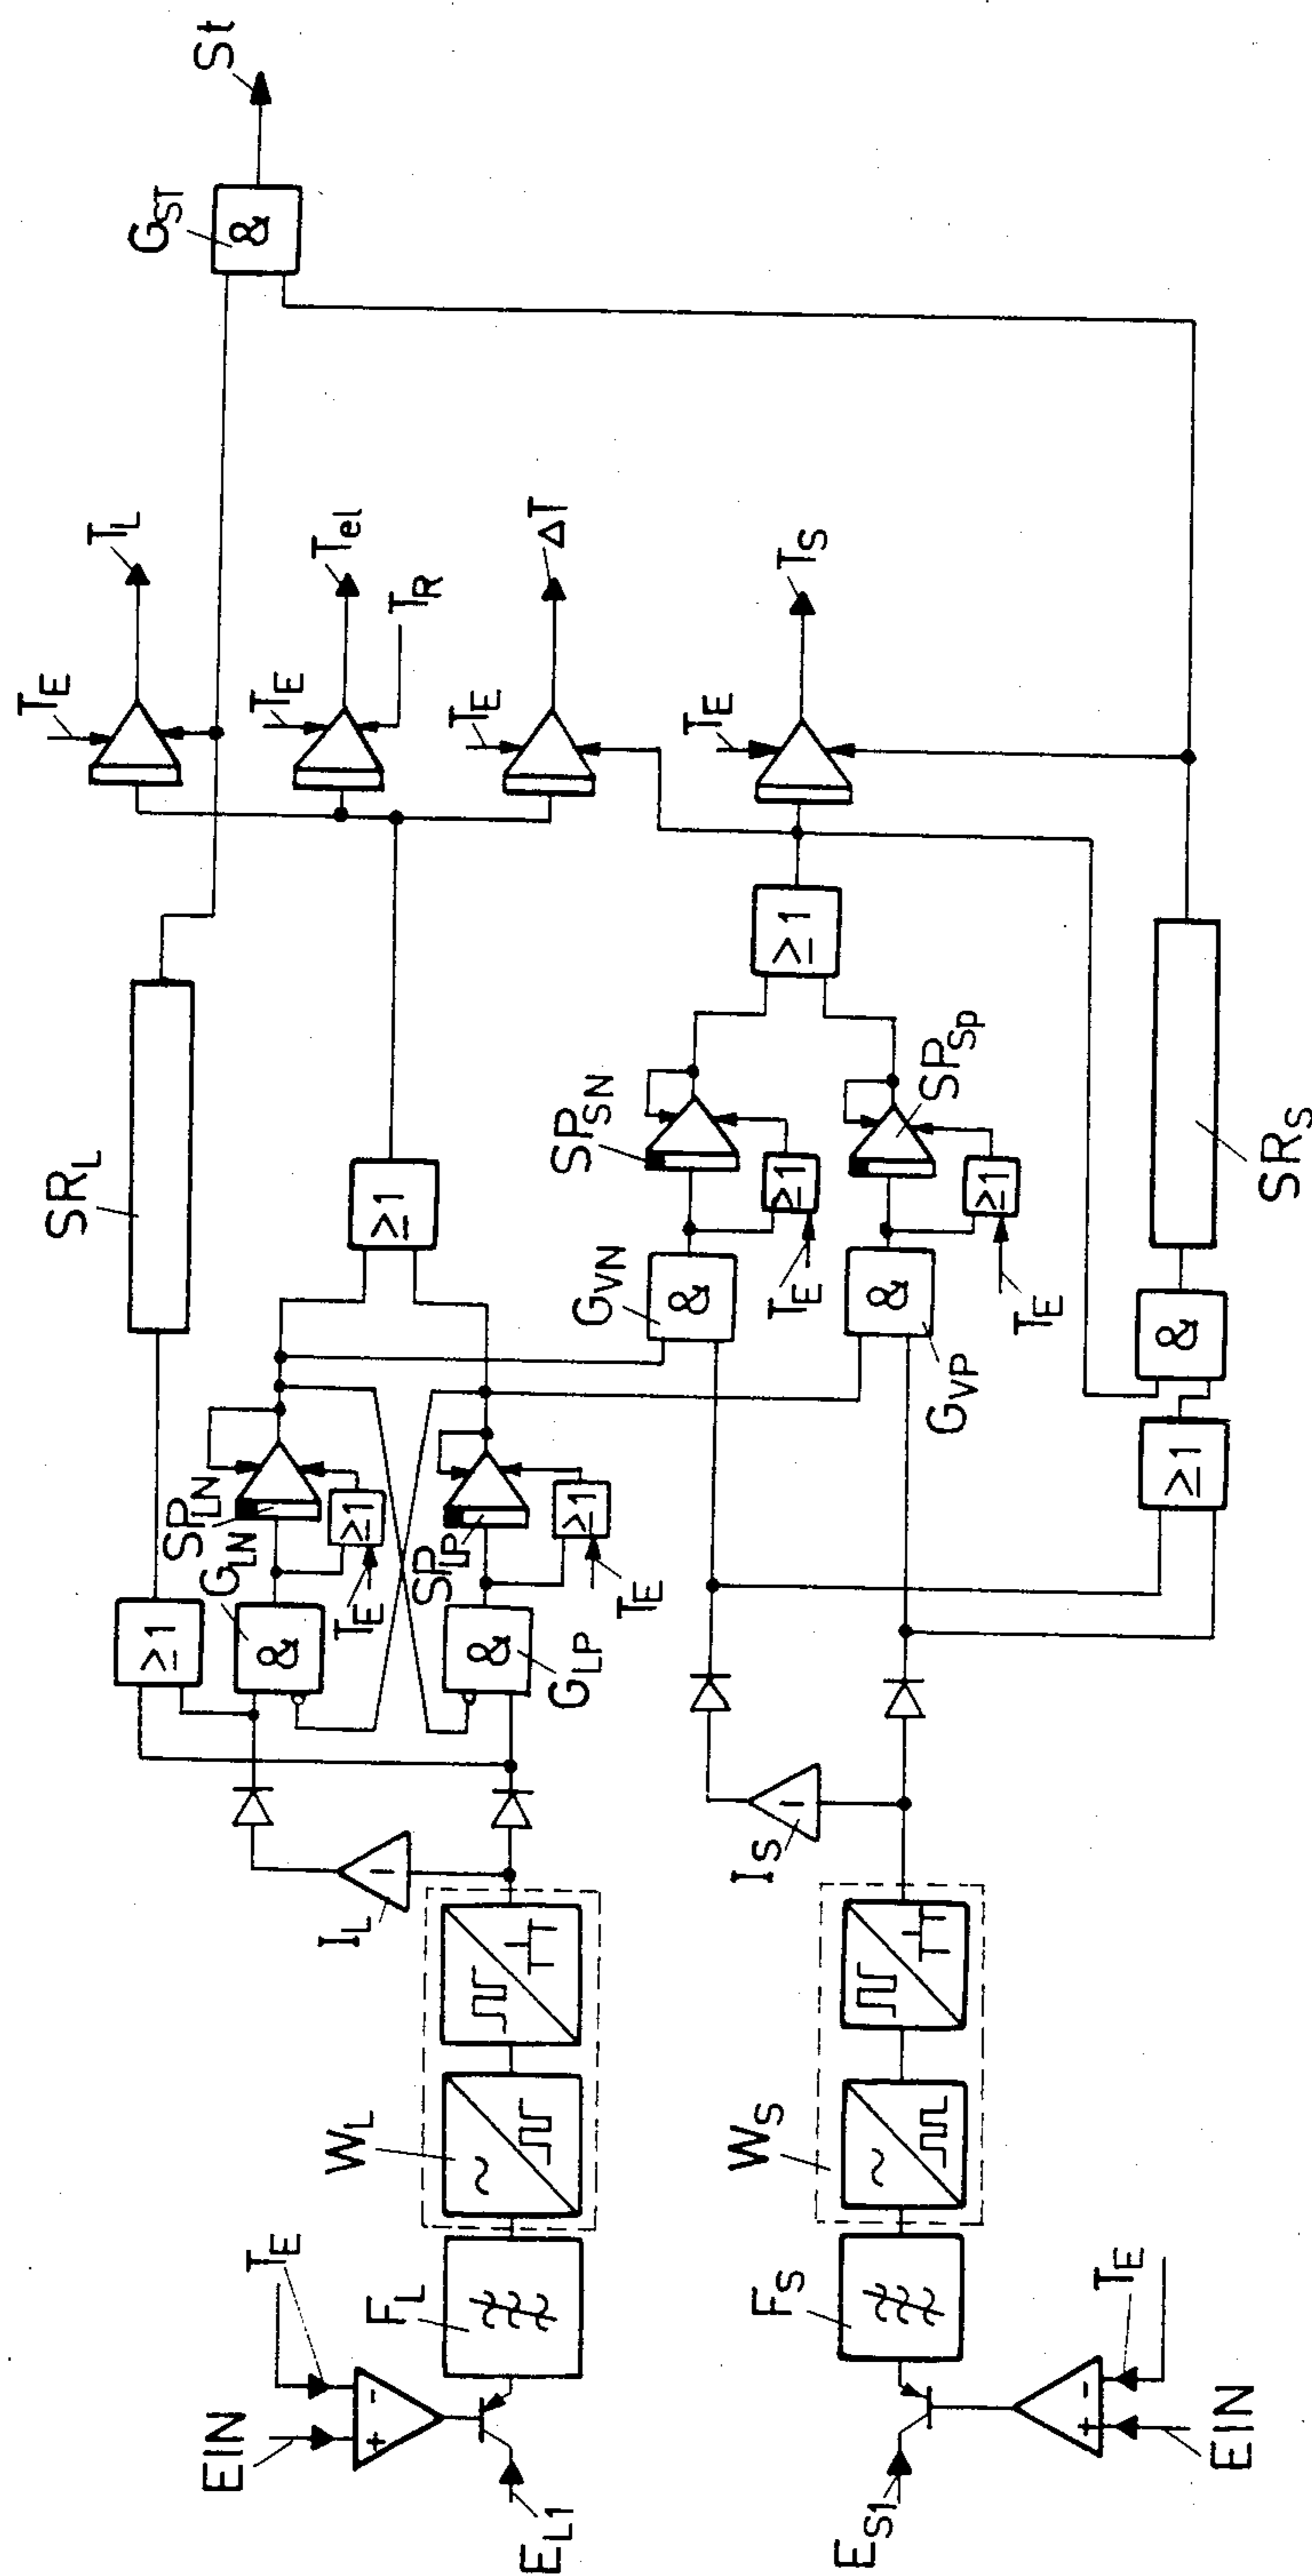 EIN
T_E
E_L1
F_L
W_L
I_L
≥1
G_LN
&
SP_LN
≥1
T_E
&
G_LP
SP_LP
≥1
T_E
SR_L
≥1
T_E
T_L
T_E
T_el
T_R
T_E
ΔT
G_ST
&
St
E_S1
EIN
T_E
+
-
+
-
F_S
W_S
I_S
G_VN
&
SP_SN
≥1
T_E
&
G_VP
SP_Sp
≥1
T_E
≥1
T_E
T_S
≥1
&
SR_S